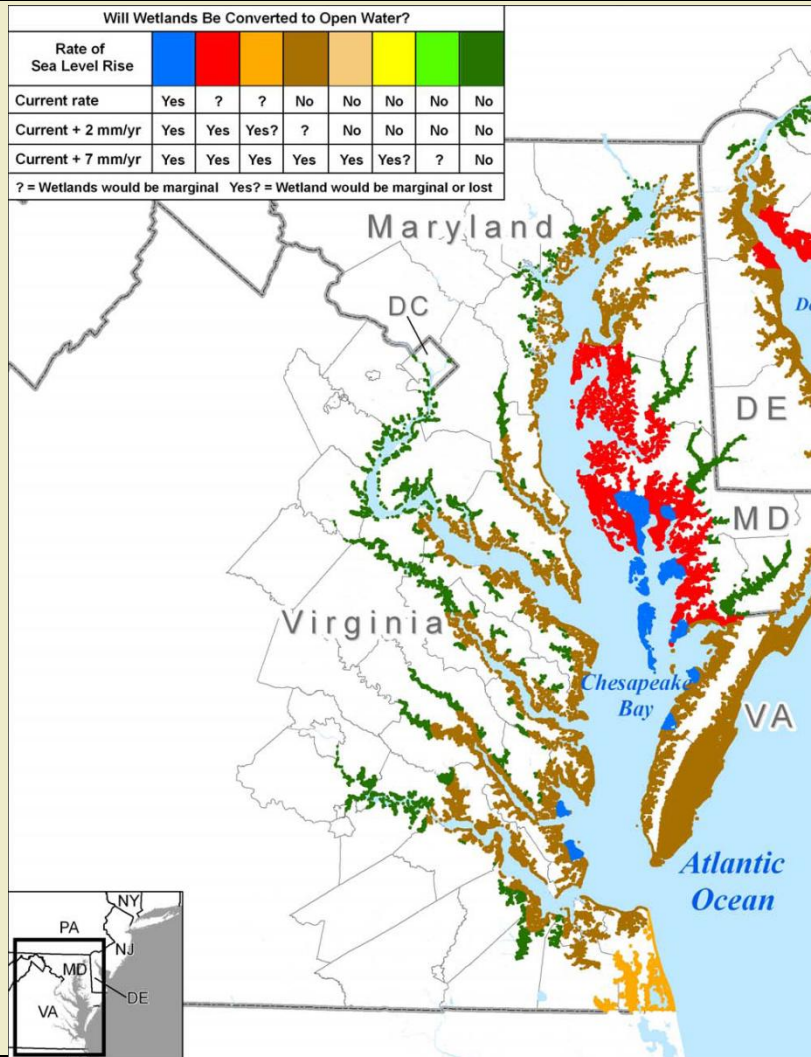 Will Wetlands Be Converted to Open Water?
Rate of
Sea Level Rise
Current rate Yes ? ? No No No No No
Current + 2 mm/yr Yes Yes Yes? ? No No No No
Current + 7 mm/yr Yes Yes Yes Yes Yes Yes? ? No
? = Wetlands would be marginal Yes? = Wetland would be marginal or lost
Maryland
DC
DE
MD
Virginia
Chesapeake
Bay
VA
Atlantic
Ocean
NY
PA
NJ
MD
DE
VA